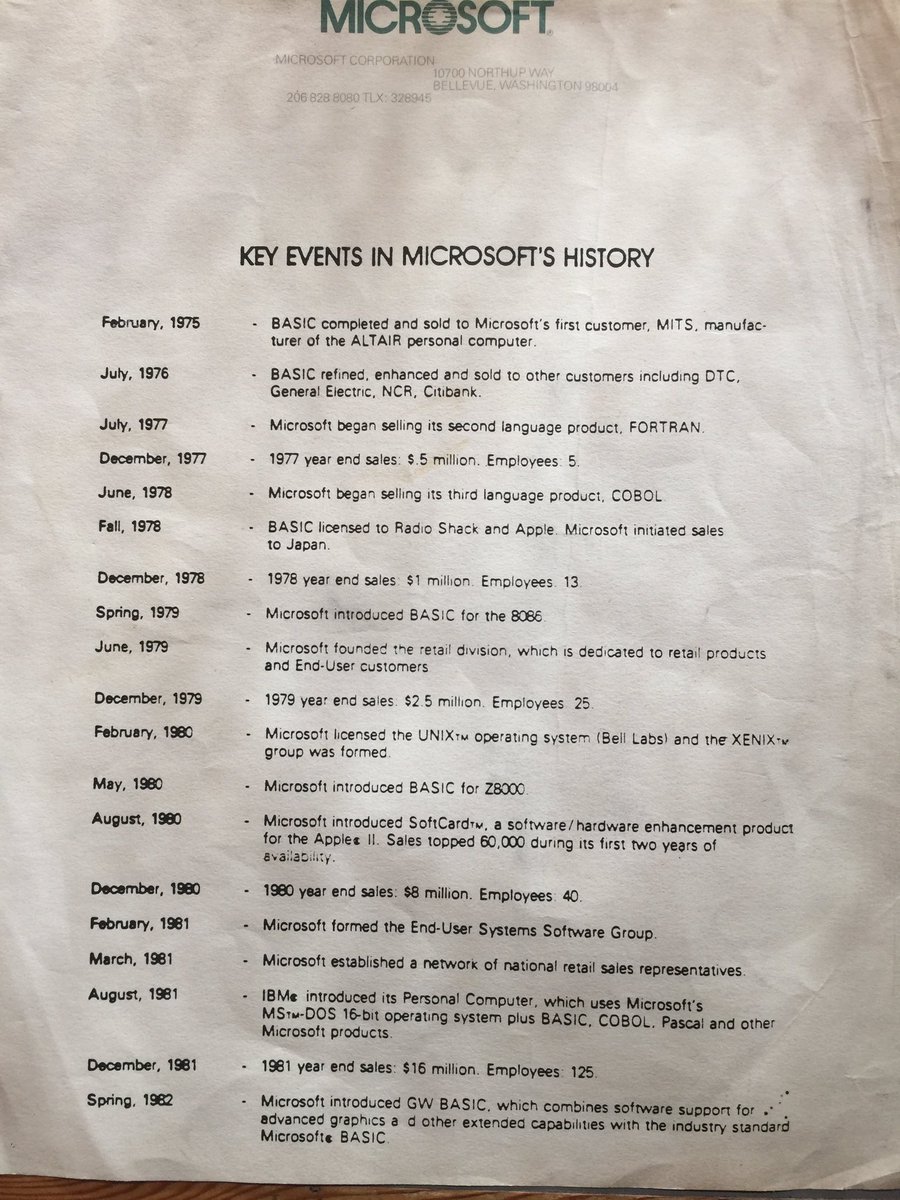 MICROSOFT®
MICROSOFT CORPORATION
10700 NORTHUP WAY
BELLEVUE, WASHINGTON 98004
206 828 8080 TLX: 328945
KEY EVENTS IN MICROSOFT'S HISTORY
February, 1975 - BASIC completed and sold to Microsoft's first customer, MITS, manufac-
turer of the ALTAIR personal computer.
July, 1976 - BASIC refined, enhanced and sold to other customers including DTC,
General Electric, NCR, Citibank.
July, 1977 - Microsoft began selling its second language product, FORTRAN.
December, 1977 - 1977 year end sales: $.5 million. Employees: 5.
June, 1978 - Microsoft began selling its third language product, COBOL
Fall, 1978 - BASIC licensed to Radio Shack and Apple. Microsoft initiated sales
to Japan.
December, 1978 - 1978 year end sales: $1 million. Employees. 13.
Spring, 1979 - Microsoft introduced BASIC for the 8086.
June, 1979 - Microsoft founded the retail division, which is dedicated to retail products
and End-User customers
December, 1979 - 1979 year end sales: $2.5 million. Employees 25.
February, 1980 - Microsoft licensed the UNIX™ operating system (Bell Labs) and the XENIX™
group was formed.
May, 1980 - Microsoft introduced BASIC for Z8000.
August, 1980 - Microsoft introduced SoftCard™, a software/hardware enhancement product
for the Apple® II. Sales topped 60,000 during its first two years of
availability.
December, 1980 - 1980 year end sales: $8 million. Employees: 40.
February, 1981 - Microsoft formed the End-User Systems Software Group.
March, 1981 - Microsoft established a network of national retail sales representatives.
August, 1981 - IBM® introduced its Personal Computer, which uses Microsoft's
MS™-DOS 16-bit operating system plus BASIC, COBOL, Pascal and other
Microsoft products.
December, 1981 - 1981 year end sales: $16 million. Employees: 125.
Spring, 1982 - Microsoft introduced GW BASIC, which combines software support for
advanced graphics a d other extended capabilities with the industry standard
Microsoft® BASIC.